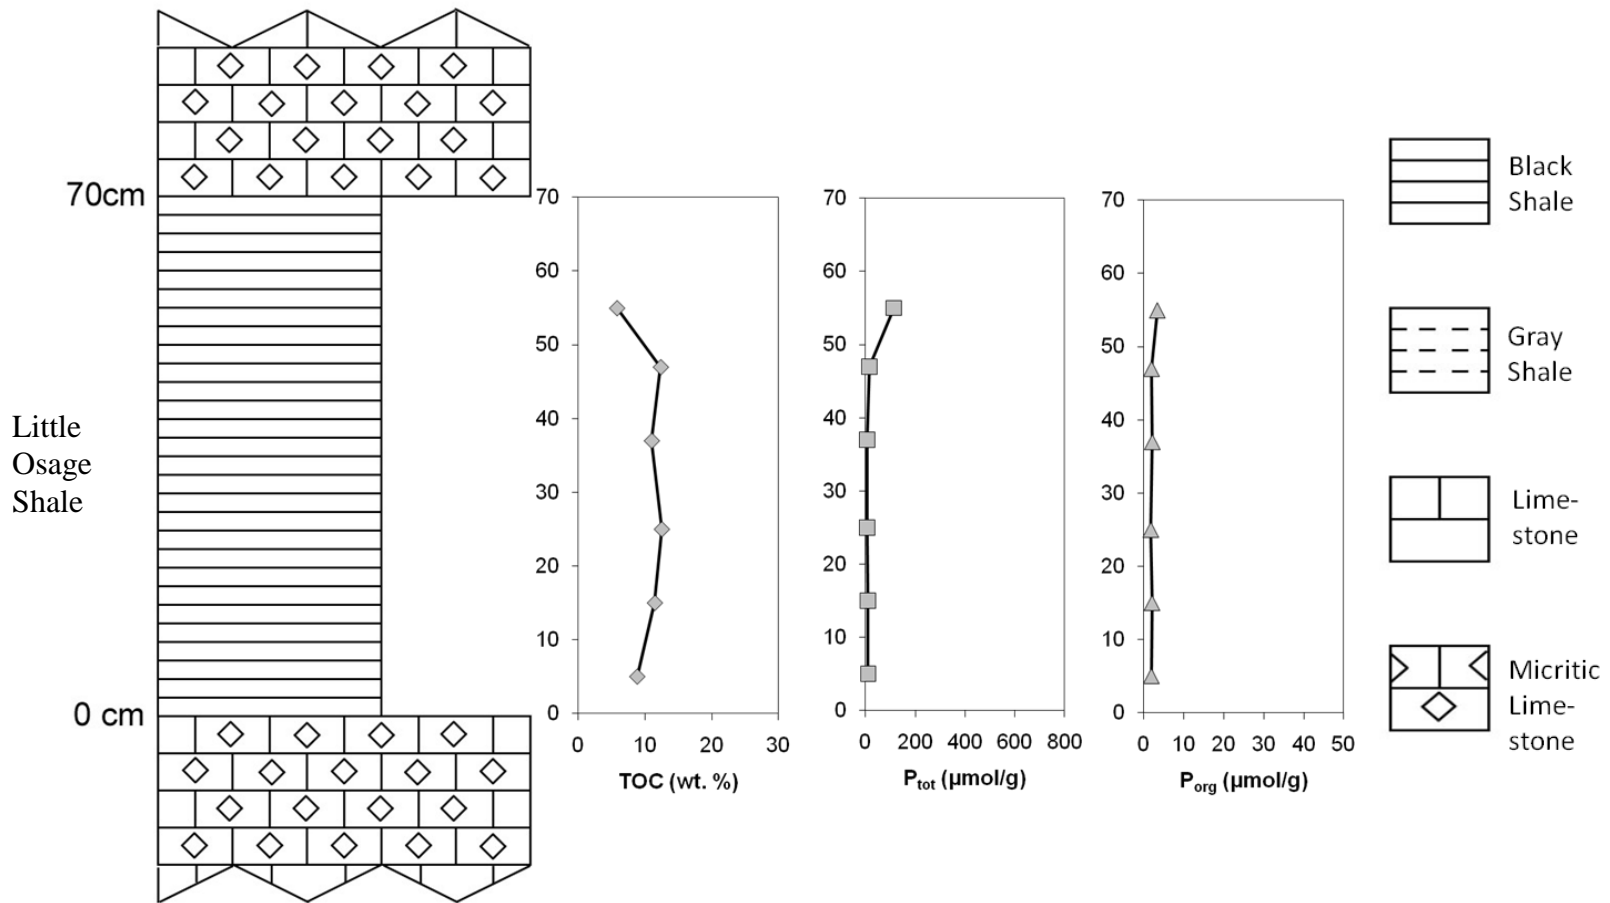 70cm
Little
Osage
Shale
0 cm
70
60
50
40
30
20
10
0
0 10 20 30
TOC (wt. %)
70
60
50
40
30
20
10
0
0 200 400 600 800
Ptot (μmol/g)
70
60
50
40
30
20
10
0
0 10 20 30 40 50
Porg (μmol/g)
Black
Shale
Gray
Shale
Lime-
stone
Micritic
Lime-
stone